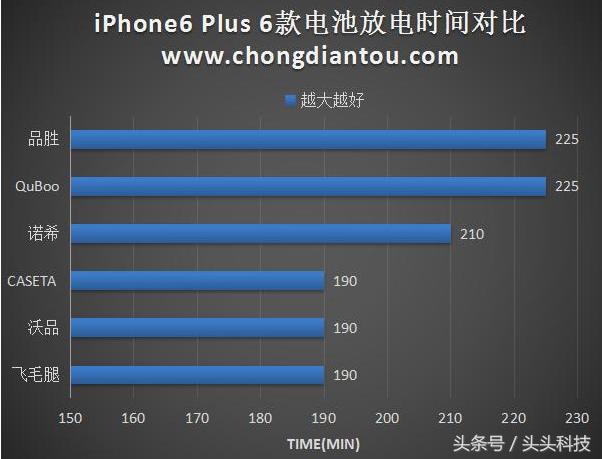 iPhone6 Plus 6款电池放电时间对比
www.chongdiantou.com
越大越好
品胜 225
QuBoo 225
诺希 210
CASETA 190
沃品 190
飞毛腿 190
150 160 170 180 190 200 210 220 230
TIME(MIN)
头条号 / 头头科技